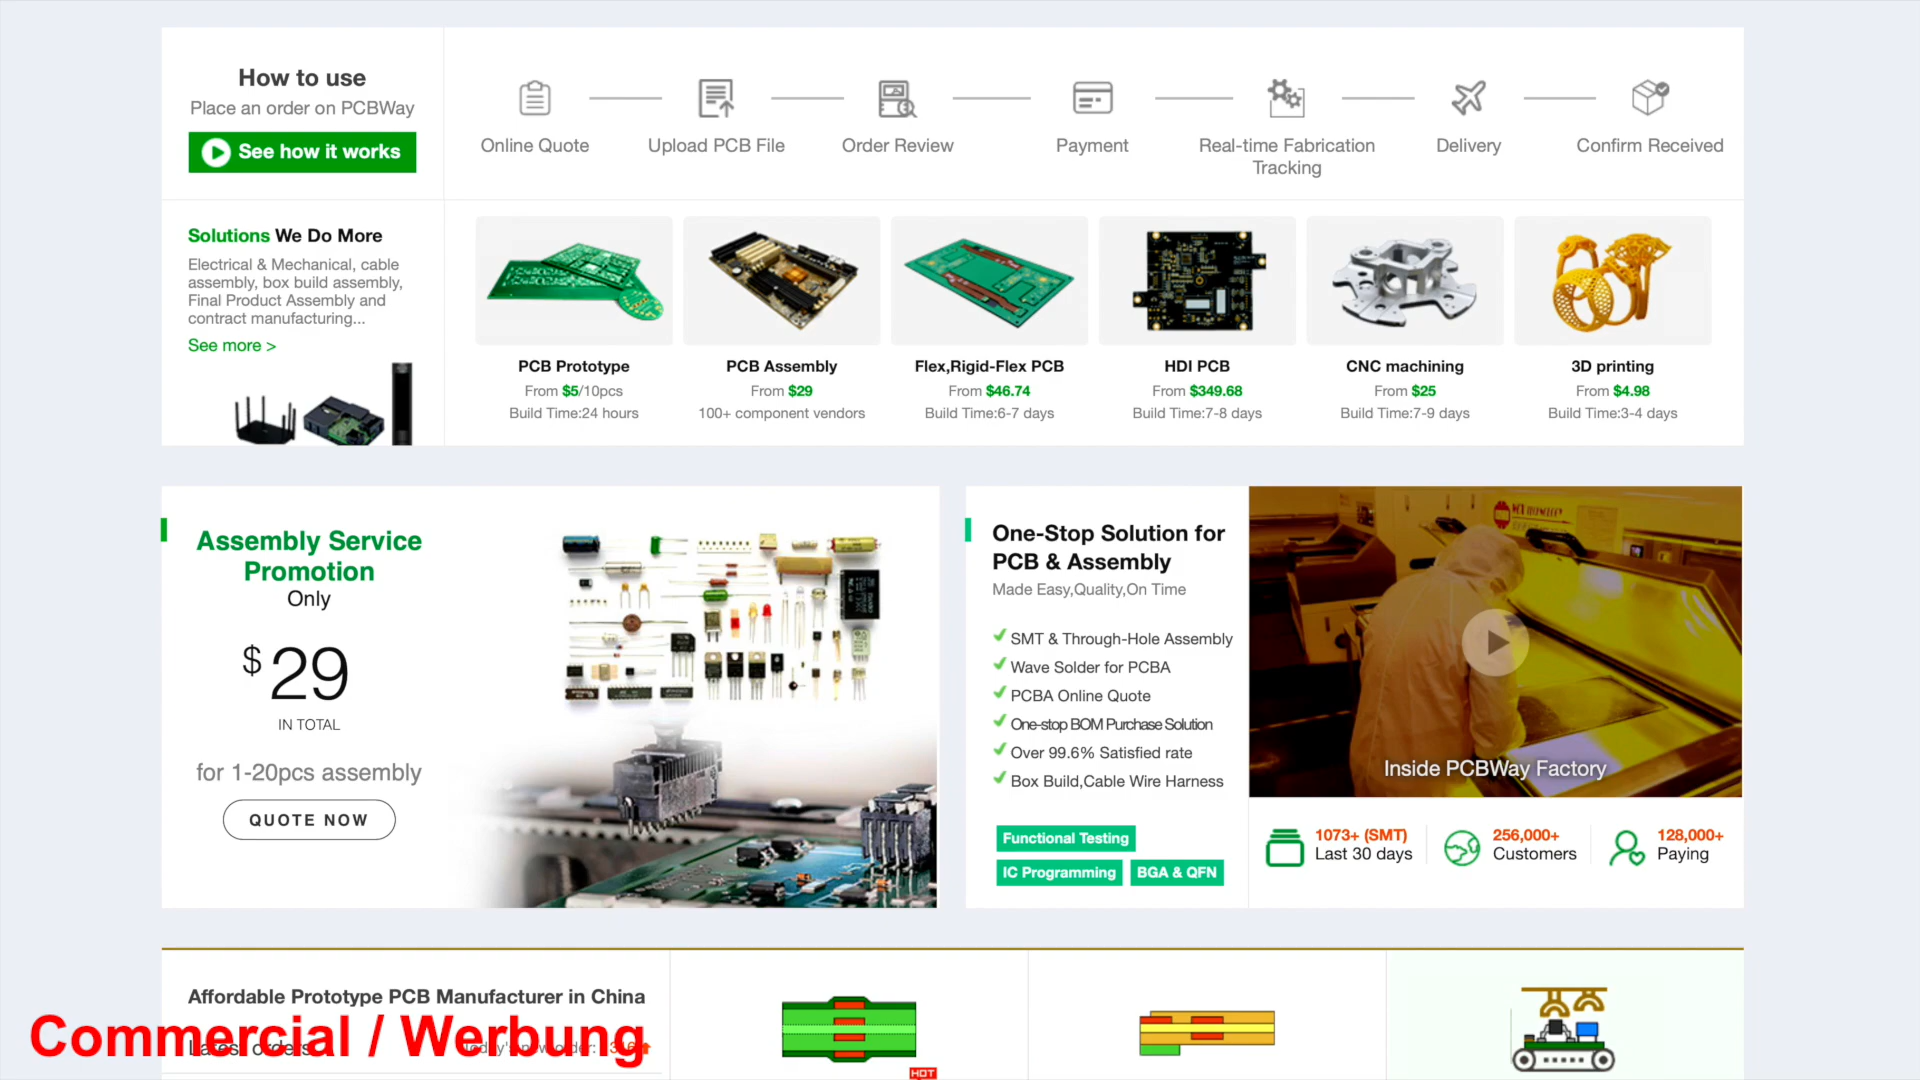 How to use
Place an order on PCBWay
See how it works
Online Quote
Upload PCB File
Order Review
Payment
Real-time Fabrication
Tracking
Delivery
Confirm Received
Solutions We Do More
Electrical & Mechanical, cable
assembly, box build assembly,
Final Product Assembly and
contract manufacturing...
See more >
PCB Prototype
From $5/10pcs
Build Time:24 hours
PCB Assembly
From $29
100+ component vendors
Flex,Rigid-Flex PCB
From $46.74
Build Time:6-7 days
HDI PCB
From $349.68
Build Time:7-8 days
CNC machining
From $25
Build Time:7-9 days
3D printing
From $4.98
Build Time:3-4 days
Assembly Service
Promotion
Only
$29
IN TOTAL
for 1-20pcs assembly
QUOTE NOW
One-Stop Solution for
PCB & Assembly
Made Easy,Quality,On Time
SMT & Through-Hole Assembly
Wave Solder for PCBA
PCBA Online Quote
One-stop BOM Purchase Solution
Over 99.6% Satisfied rate
Box Build,Cable Wire Harness
Functional Testing
IC Programming
BGA & QFN
Inside PCBWay Factory
1073+ (SMT)
Last 30 days
256,000+
Customers
128,000+
Paying
Affordable Prototype PCB Manufacturer in China
Latest orders
Commercial / Werbung
HOT